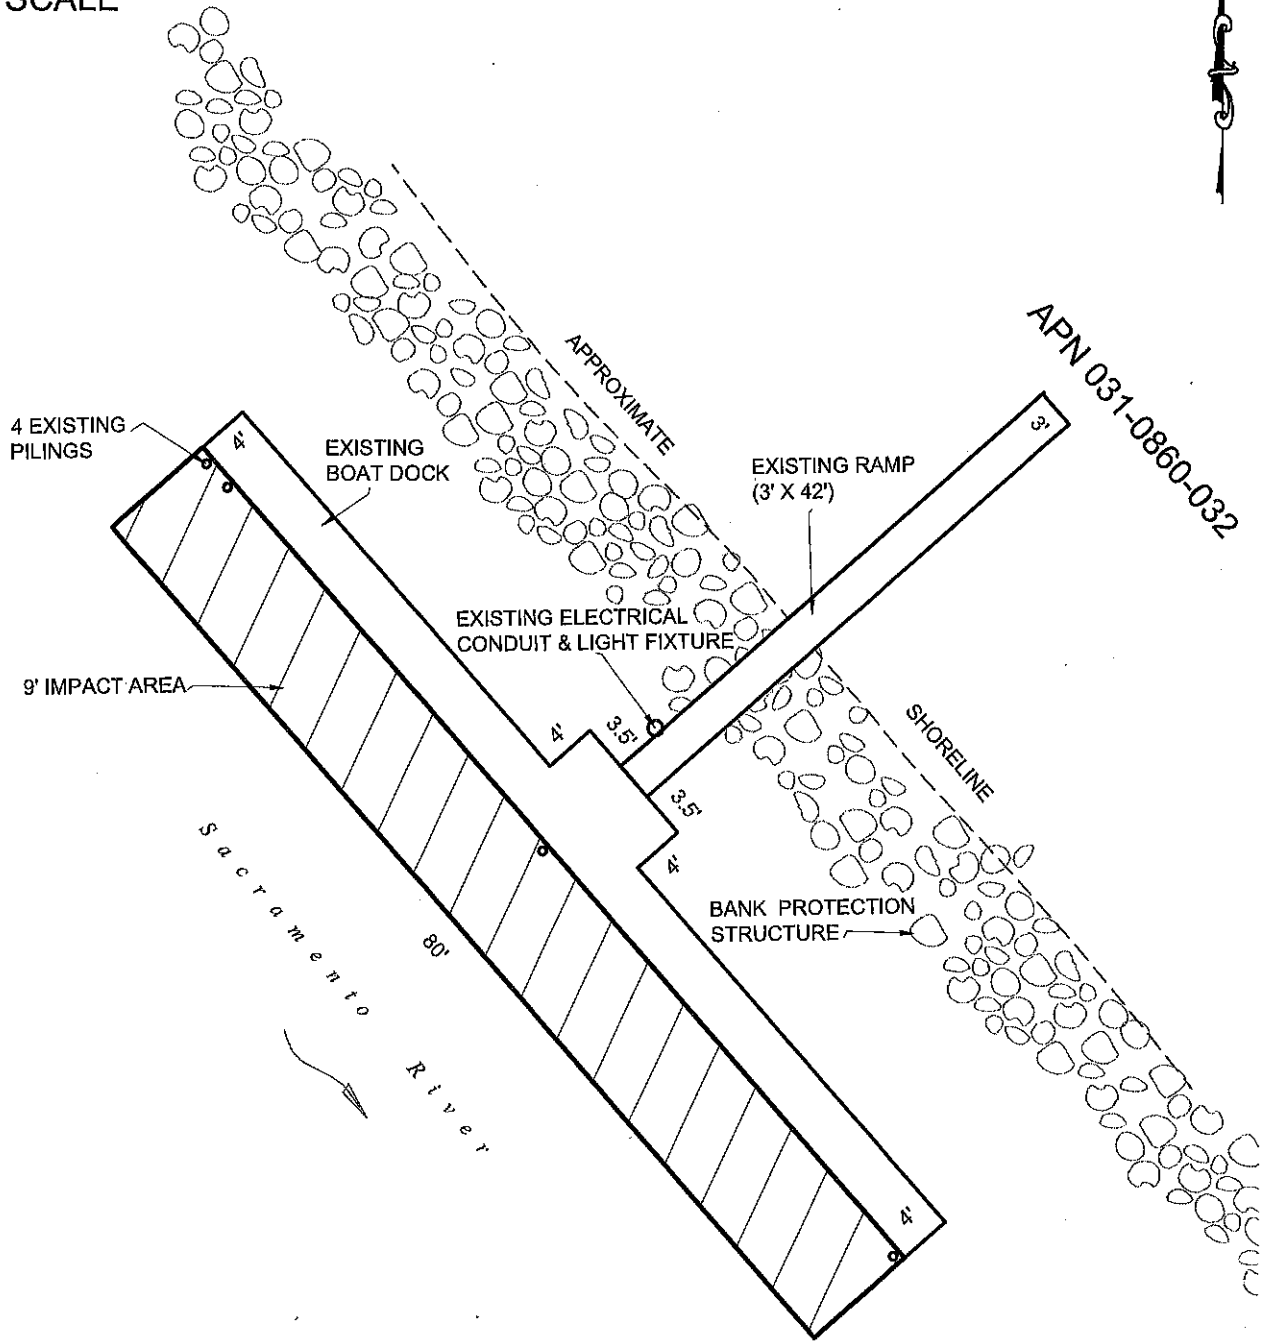 SCALE
APN 031-0860-032
APPROXIMATE
4 EXISTING
PILINGS
4'
EXISTING
BOAT DOCK
3'
EXISTING RAMP
(3' X 42')
EXISTING ELECTRICAL
CONDUIT & LIGHT FIXTURE
9' IMPACT AREA
4'
3.5'
SHORELINE
3.5'
4'
Sacramento River
80'
BANK PROTECTION
STRUCTURE
4'